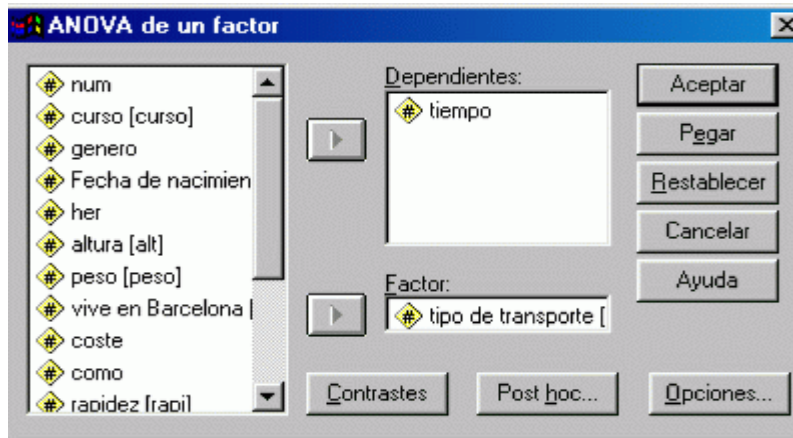 ANOVA de un factor
num
curso [curso]
genero
Fecha de nacimien
her
altura [alt]
peso [peso]
vive en Barcelona [
coste
como
rapidez [rapi]
Dependientes:
tiempo
Factor:
tipo de transporte [
Aceptar
Pegar
Restablecer
Cancelar
Ayuda
Contrastes
Post hoc...
Opciones...